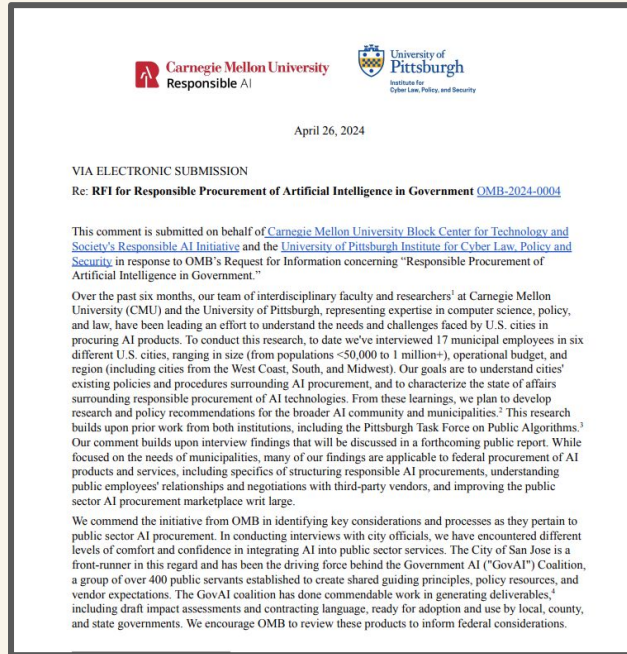 Carnegie Mellon University
Responsible AI
University of
Pittsburgh
Institute for
Cyber Law, Policy, and Security
April 26, 2024
VIA ELECTRONIC SUBMISSION
Re: RFI for Responsible Procurement of Artificial Intelligence in Government OMB-2024-0004
This comment is submitted on behalf of Carnegie Mellon University Block Center for Technology and
Society's Responsible AI Initiative and the University of Pittsburgh Institute for Cyber Law, Policy and
Security in response to OMB's Request for Information concerning “Responsible Procurement of
Artificial Intelligence in Government.”
Over the past six months, our team of interdisciplinary faculty and researchers¹ at Carnegie Mellon
University (CMU) and the University of Pittsburgh, representing expertise in computer science, policy,
and law, have been leading an effort to understand the needs and challenges faced by U.S. cities in
procuring AI products. To conduct this research, to date we've interviewed 17 municipal employees in six
different U.S. cities, ranging in size (from populations <50,000 to 1 million+), operational budget, and
region (including cities from the West Coast, South, and Midwest). Our goals are to understand cities'
existing policies and procedures surrounding AI procurement, and to characterize the state of affairs
surrounding responsible procurement of AI technologies. From these learnings, we plan to develop
research and policy recommendations for the broader AI community and municipalities.² This research
builds upon prior work from both institutions, including the Pittsburgh Task Force on Public Algorithms.³
Our comment builds upon interview findings that will be discussed in a forthcoming public report. While
focused on the needs of municipalities, many of our findings are applicable to federal procurement of AI
products and services, including specifics of structuring responsible AI procurements, understanding
public employees' relationships and negotiations with third-party vendors, and improving the public
sector AI procurement marketplace writ large.
We commend the initiative from OMB in identifying key considerations and processes as they pertain to
public sector AI procurement. In conducting interviews with city officials, we have encountered different
levels of comfort and confidence in integrating AI into public sector services. The City of San Jose is a
front-runner in this regard and has been the driving force behind the Government AI ("GovAI") Coalition,
a group of over 400 public servants established to create shared guiding principles, policy resources, and
vendor expectations. The GovAI coalition has done commendable work in generating deliverables,⁴
including draft impact assessments and contracting language, ready for adoption and use by local, county,
and state governments. We encourage OMB to review these products to inform federal considerations.